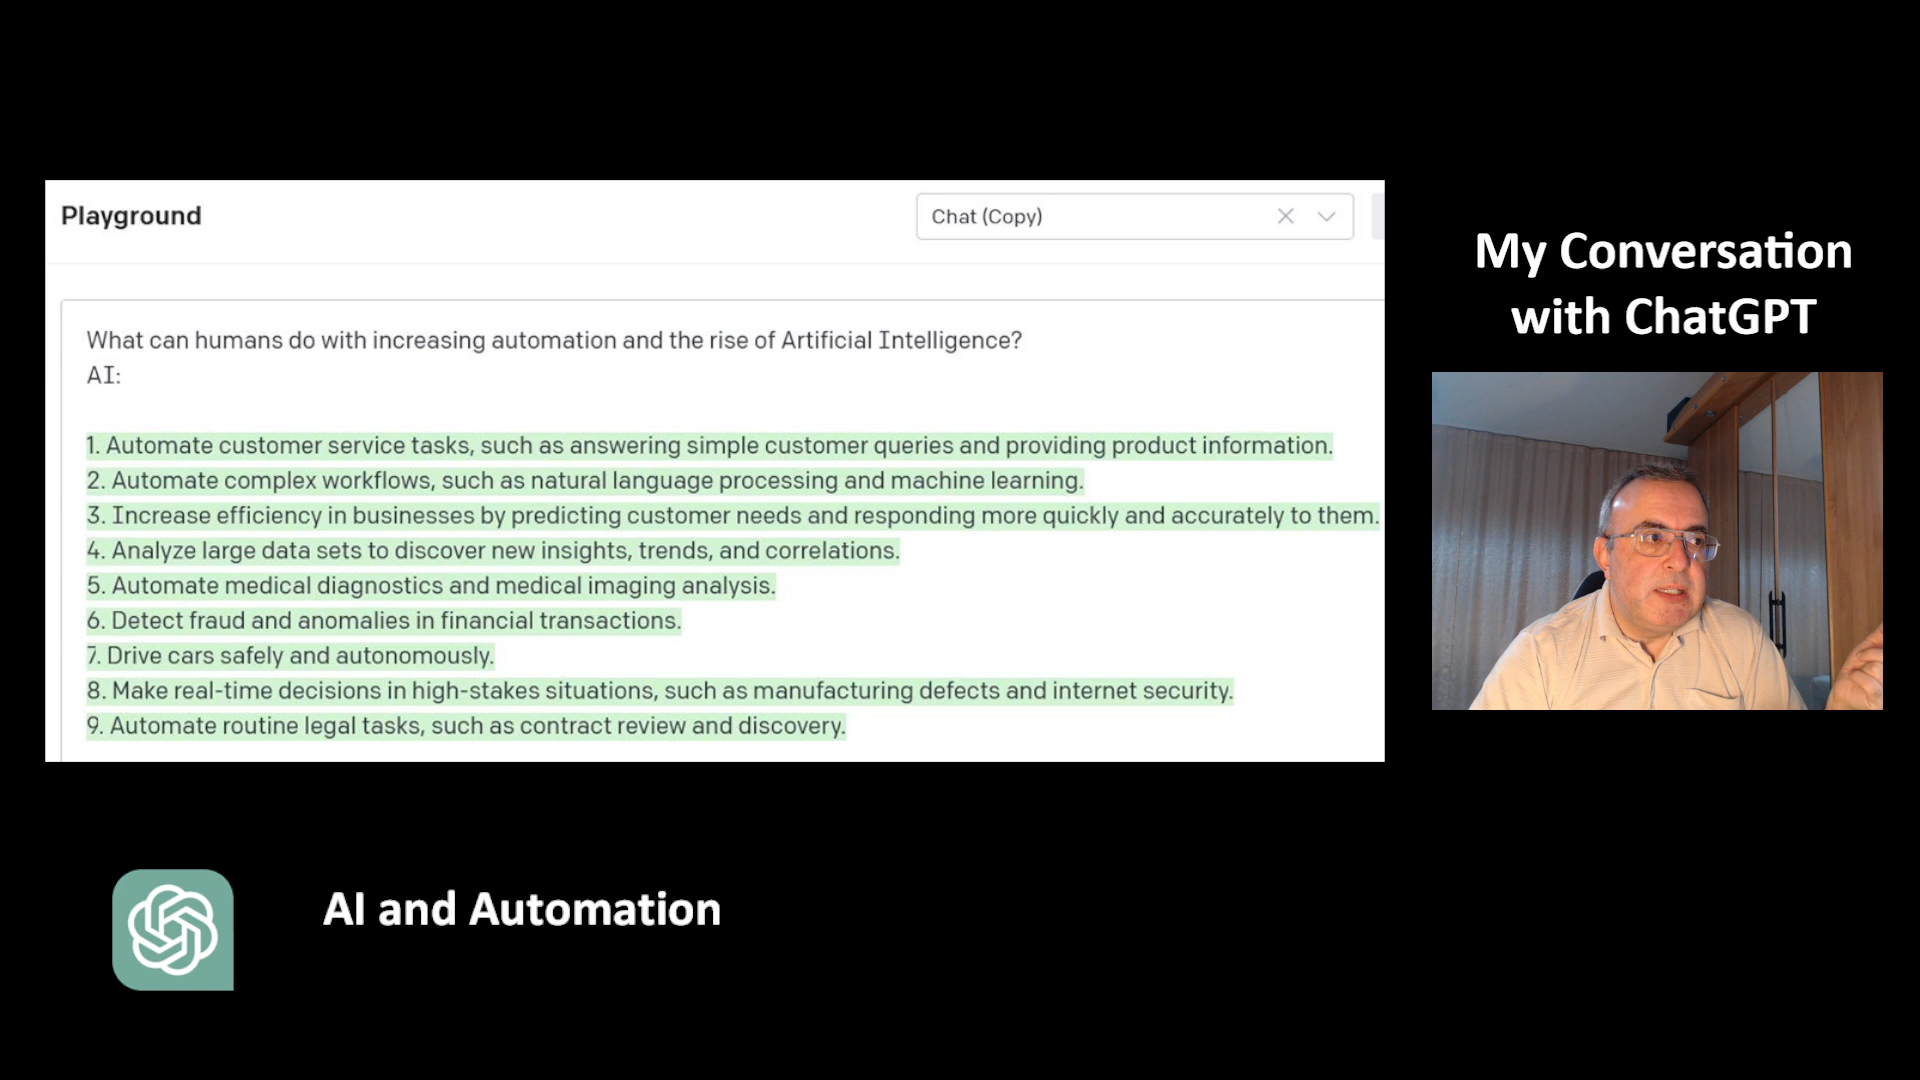 Playground
Chat (Copy)
What can humans do with increasing automation and the rise of Artificial Intelligence?
AI:
1. Automate customer service tasks, such as answering simple customer queries and providing product information.
2. Automate complex workflows, such as natural language processing and machine learning.
3. Increase efficiency in businesses by predicting customer needs and responding more quickly and accurately to them.
4. Analyze large data sets to discover new insights, trends, and correlations.
5. Automate medical diagnostics and medical imaging analysis.
6. Detect fraud and anomalies in financial transactions.
7. Drive cars safely and autonomously.
8. Make real-time decisions in high-stakes situations, such as manufacturing defects and internet security.
9. Automate routine legal tasks, such as contract review and discovery.
My Conversation
with ChatGPT
AI and Automation